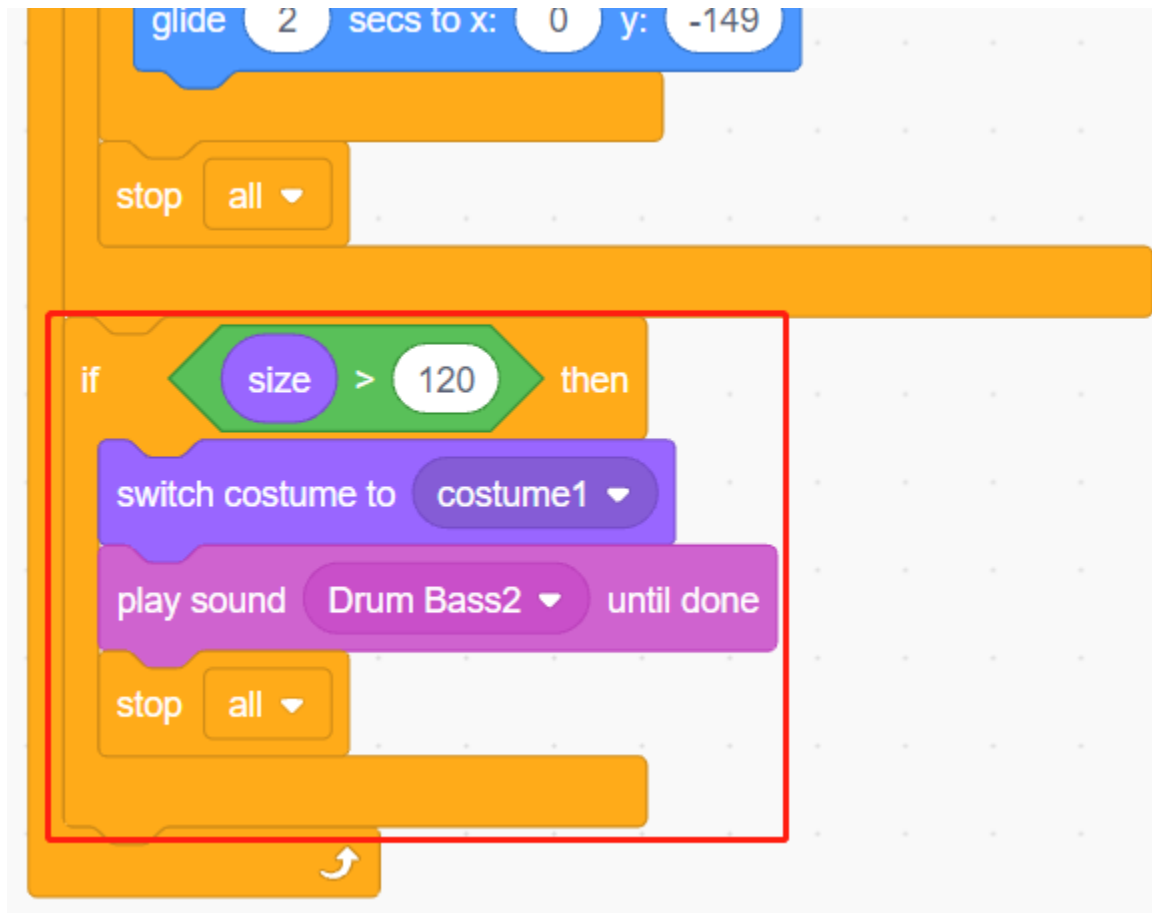 glide 2 secs to x: 0 y: -149
stop all
if size > 120 then
switch costume to costume1
play sound Drum Bass2 until done
stop all